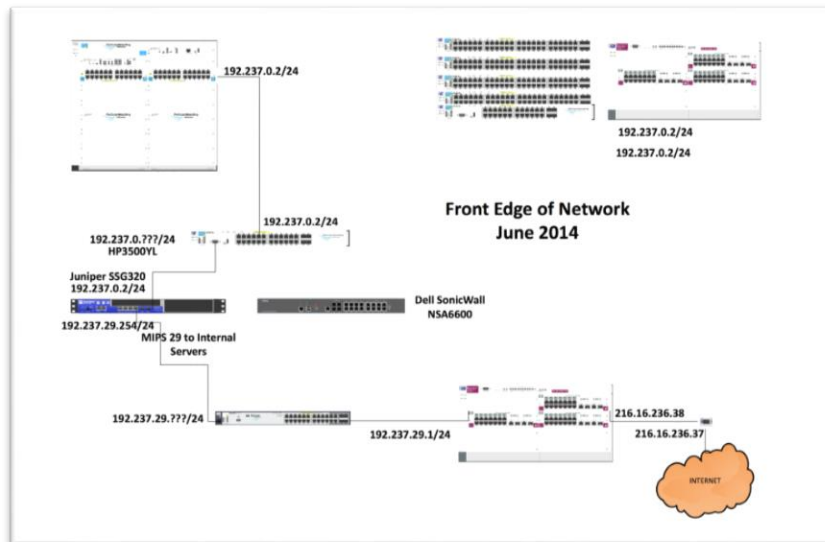 192.237.0.2/24
192.237.0.2/24
192.237.0.2/24
192.237.0.2/24
Front Edge of Network
June 2014
192.237.0.???/24
HP3500YL
Juniper SSG320
192.237.0.2/24
Dell SonicWall
NSA6600
192.237.29.254/24
MIPS 29 to Internal
Servers
192.237.29.???/24
192.237.29.1/24
216.16.236.38
216.16.236.37
INTERNET